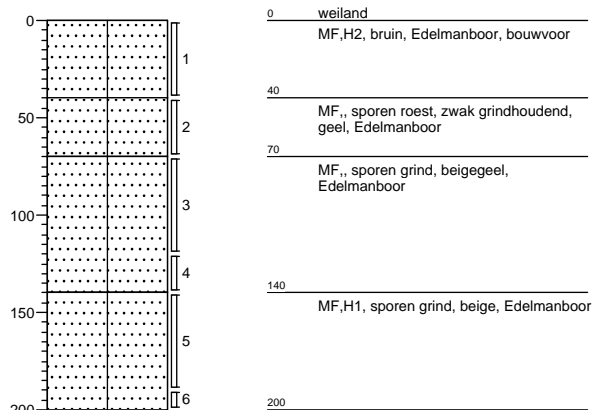 0
1
2
50
3
100
4
150
5
6
200
0 weiland
MF,H2, bruin, Edelmanboor, bouwvoor
40
MF,, sporen roest, zwak grindhoudend,
geel, Edelmanboor
70
MF,, sporen grind, beigegeel,
Edelmanboor
140
MF,H1, sporen grind, beige, Edelmanboor
200